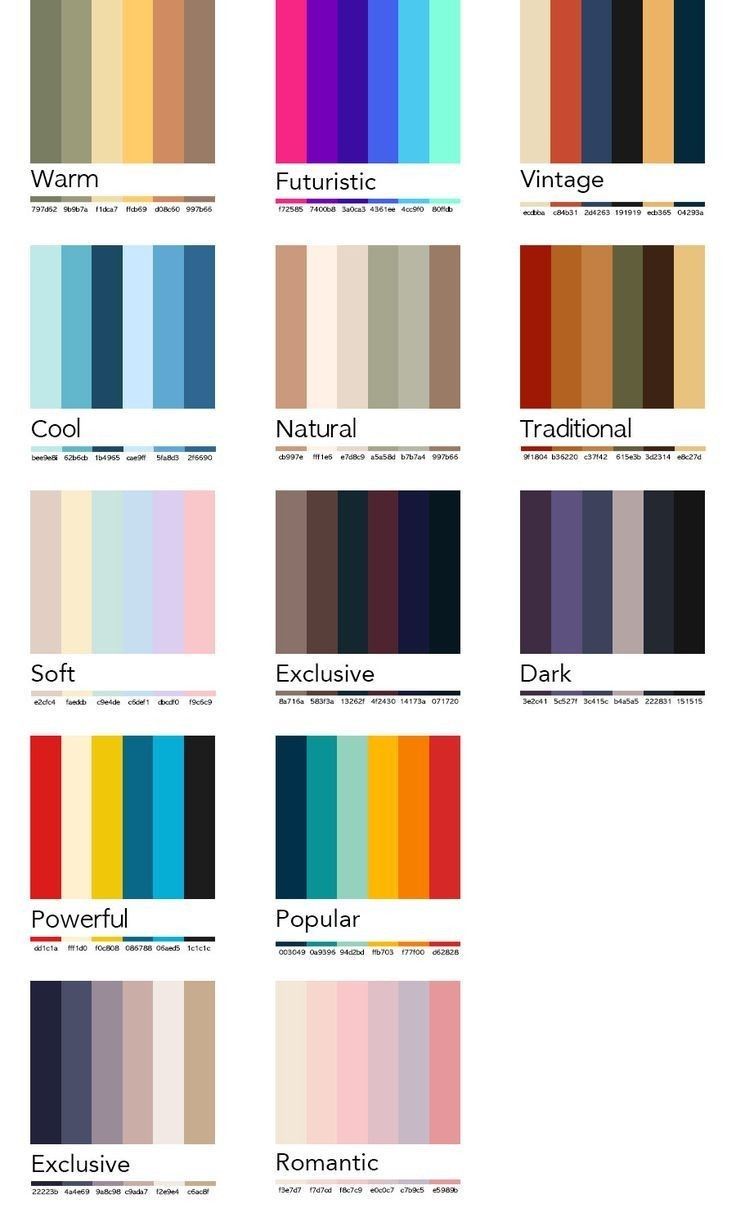 Warm
797d62 9b9b7a f1dca7 ffcb69 d08c60 997b66
Futuristic
f72585 7400b8 3a0ca3 4361ee 4cc9f0 80ffdb
Vintage
ecdbba c84b31 2d4263 191919 ecb365 04293a
Cool
62b6cb 1b4965 cae9ff 5fa8d3 2f6690
Natural
cb997e fff1e6 e7d8c9 a5a58d b7b7a4 997b66
Traditional
9f1804 b36220 c37f42 615e3b 3d2314 e8c27d
Soft
e2cfc4 faedcb c9e4de c6def1 dbcdf0 f9c6c9
Exclusive
8a716a 583f3a 13262f 4f2430 14173a 071720
Dark
3e2c41 5c527f 3c415c b4a5a5 222831 151515
Powerful
dd1c1a fff1d0 f0c808 086788 06aed5 1c1c1c
Popular
003049 0a9396 94d2bd ffb703 f77f00 d62828
Exclusive
22223b 4a4e69 9a8c98 c9ada7 f2e9e4 c6ac8f
Romantic
f3e7d7 f7d7cd f8c7c9 e0c0c7 c7b9c5 e5989b